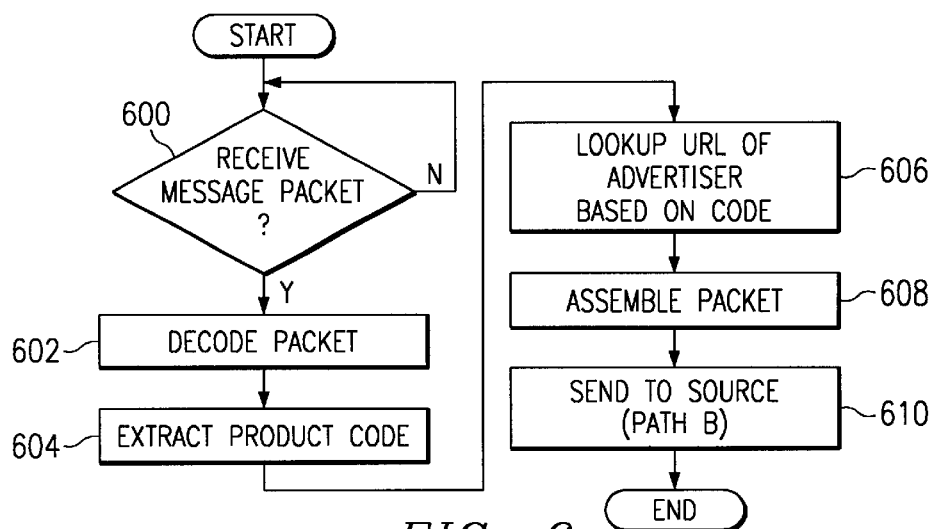 START
600
RECEIVE
MESSAGE PACKET
?
N
Y
602
DECODE PACKET
604
EXTRACT PRODUCT CODE
LOOKUP URL OF
ADVERTISER
BASED ON CODE
606
ASSEMBLE PACKET
608
SEND TO SOURCE
(PATH B)
610
END